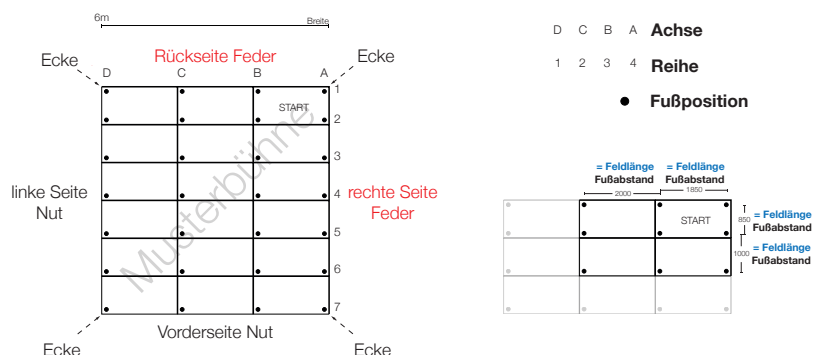 6m Breite
Rückseite Feder
Ecke Ecke
D C B A
START
1
2
3
4
5
6
7
linke Seite
Nut
rechte Seite
Feder
Musterbühne
Vorderseite Nut
Ecke Ecke
D C B A Achse
1 2 3 4 Reihe
Fußposition
= Feldlänge = Feldlänge
Fußabstand Fußabstand
2000 1850
START
850
= Feldlänge
Fußabstand
1000
= Feldlänge
Fußabstand